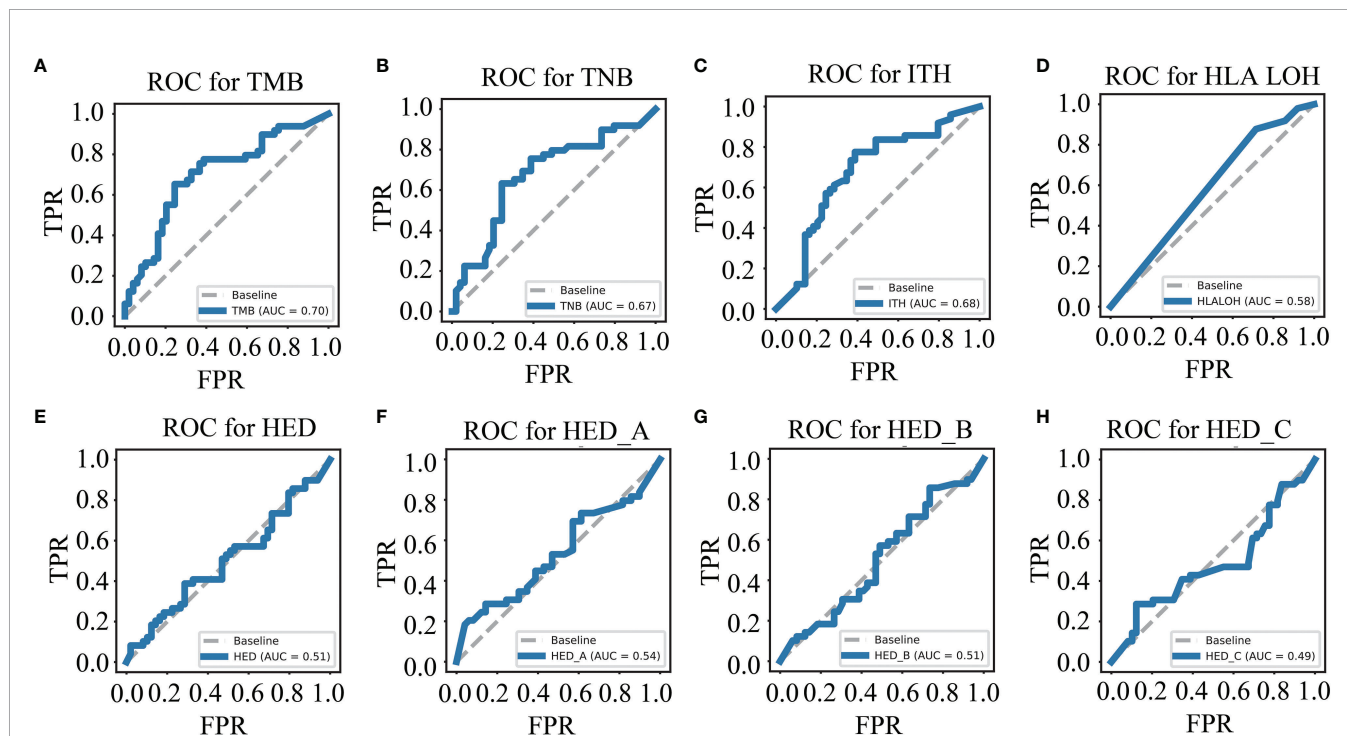 A
ROC for TMB
1.0
0.8
0.6
0.4
0.2
0.0
TPR
Baseline
TMB (AUC = 0.70)
0.0 0.2 0.4 0.6 0.8 1.0
FPR
B
ROC for TNB
1.0
0.8
0.6
0.4
0.2
0.0
TPR
Baseline
TNB (AUC = 0.67)
0.0 0.2 0.4 0.6 0.8 1.0
FPR
C
ROC for ITH
1.0
0.8
0.6
0.4
0.2
0.0
TPR
Baseline
ITH (AUC = 0.68)
0.0 0.2 0.4 0.6 0.8 1.0
FPR
D
ROC for HLA LOH
1.0
0.8
0.6
0.4
0.2
0.0
TPR
Baseline
HLALOH (AUC = 0.58)
0.0 0.2 0.4 0.6 0.8 1.0
FPR
E
ROC for HED
1.0
0.8
0.6
0.4
0.2
0.0
TPR
Baseline
HED (AUC = 0.51)
0.0 0.2 0.4 0.6 0.8 1.0
FPR
F
ROC for HED_A
1.0
0.8
0.6
0.4
0.2
0.0
TPR
Baseline
HED_A (AUC = 0.54)
0.0 0.2 0.4 0.6 0.8 1.0
FPR
G
ROC for HED_B
1.0
0.8
0.6
0.4
0.2
0.0
TPR
Baseline
HED_B (AUC = 0.51)
0.0 0.2 0.4 0.6 0.8 1.0
FPR
H
ROC for HED_C
1.0
0.8
0.6
0.4
0.2
0.0
TPR
Baseline
HED_C (AUC = 0.49)
0.0 0.2 0.4 0.6 0.8 1.0
FPR